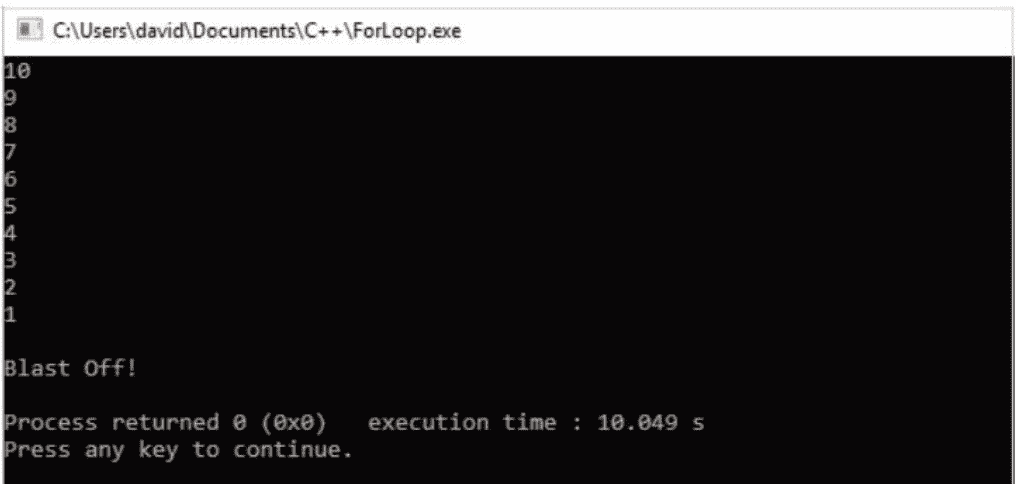 C:\Users\david\Documents\C++\ForLoop.exe
10
9
8
7
6
5
4
3
2
1
Blast Off!
Process returned 0 (0x0)   execution time : 10.049 s
Press any key to continue.